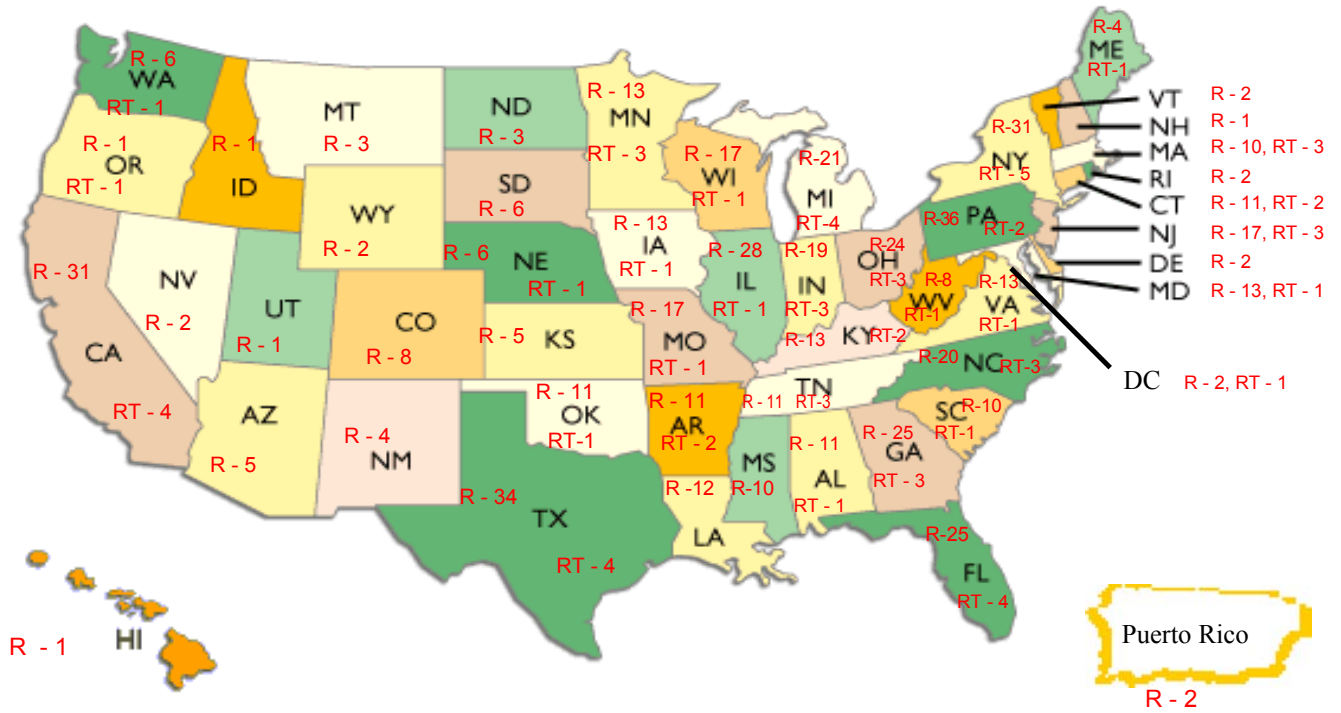 R - 6
WA
RT - 1
R - 1
OR
RT - 1
R - 1
ID
MT
R - 3
ND
R - 3
R - 13
MN
RT - 3
SD
R - 6
WY
R - 2
R - 17
WI
RT - 1
R-21
MI
RT-4
R-4
ME
RT-1
R-31
NY
RT - 5
VT R - 2
NH R - 1
MA R - 10, RT - 3
RI R - 2
CT R - 11, RT - 2
NJ R - 17, RT - 3
DE R - 2
MD R - 13, RT - 1
DC R - 2, RT - 1
R - 31
CA
RT - 4
NV
R - 2
UT
R - 1
CO
R - 8
R - 6
NE
RT - 1
R - 5
KS
R - 13
IA
RT - 1
R - 28
IL
RT - 1
R-19
IN
RT-3
R-24
OH
RT-3
R-36
PA
RT-2
R-8
WV
RT-1
R-13
VA
RT-1
R - 17
MO
RT - 1
R-13
KY
RT-2
AZ
R - 5
R - 4
NM
R - 11
OK
RT-1
R - 11
AR
RT - 2
TN
R - 11 RT-3
R-20
NC
RT-3
SC
R-10
RT-1
R - 34
TX
RT - 4
R -12
LA
MS
R-10
R - 11
AL
RT - 1
R - 25
GA
RT - 3
R-25
FL
RT - 4
HI
R - 1
Puerto Rico
R - 2